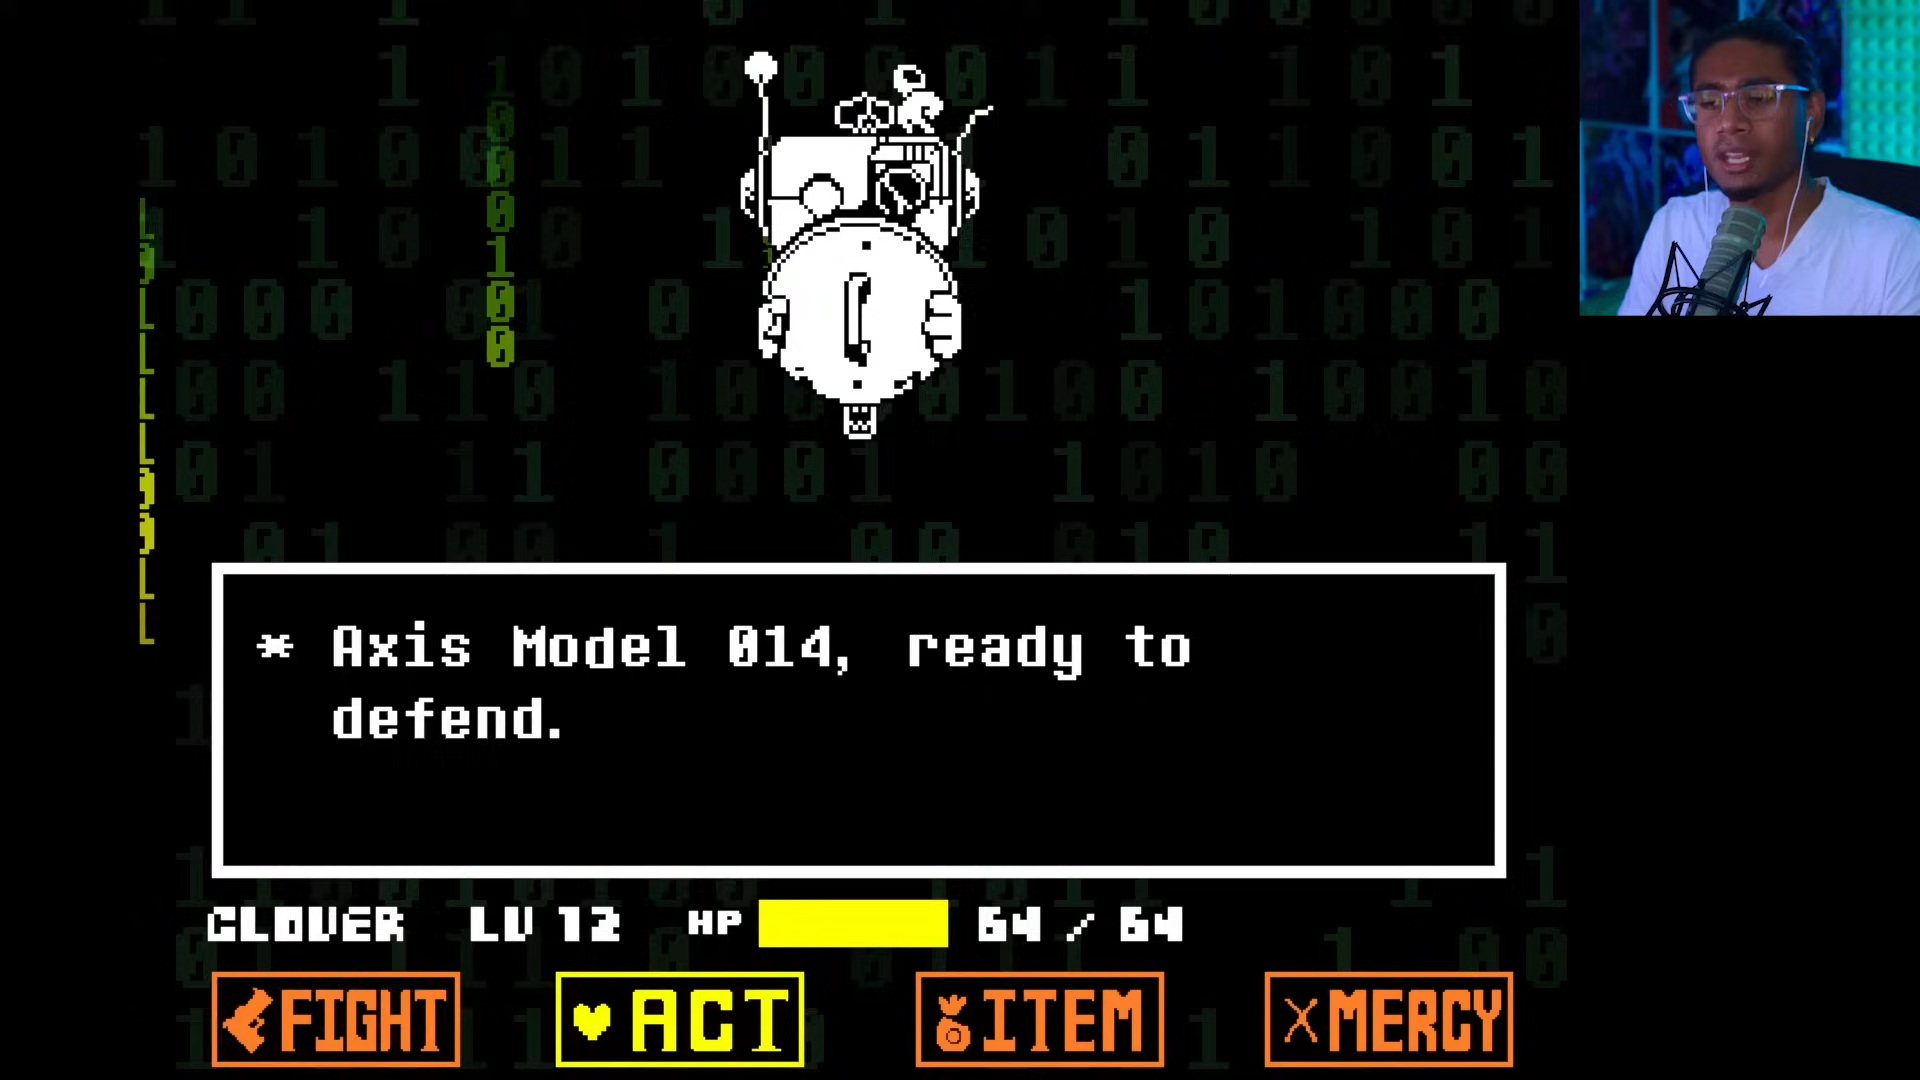 * Axis Model 014, ready to
defend.
CLOVER LV 12 HP 64 / 64
FIGHT ACT ITEM MERCY